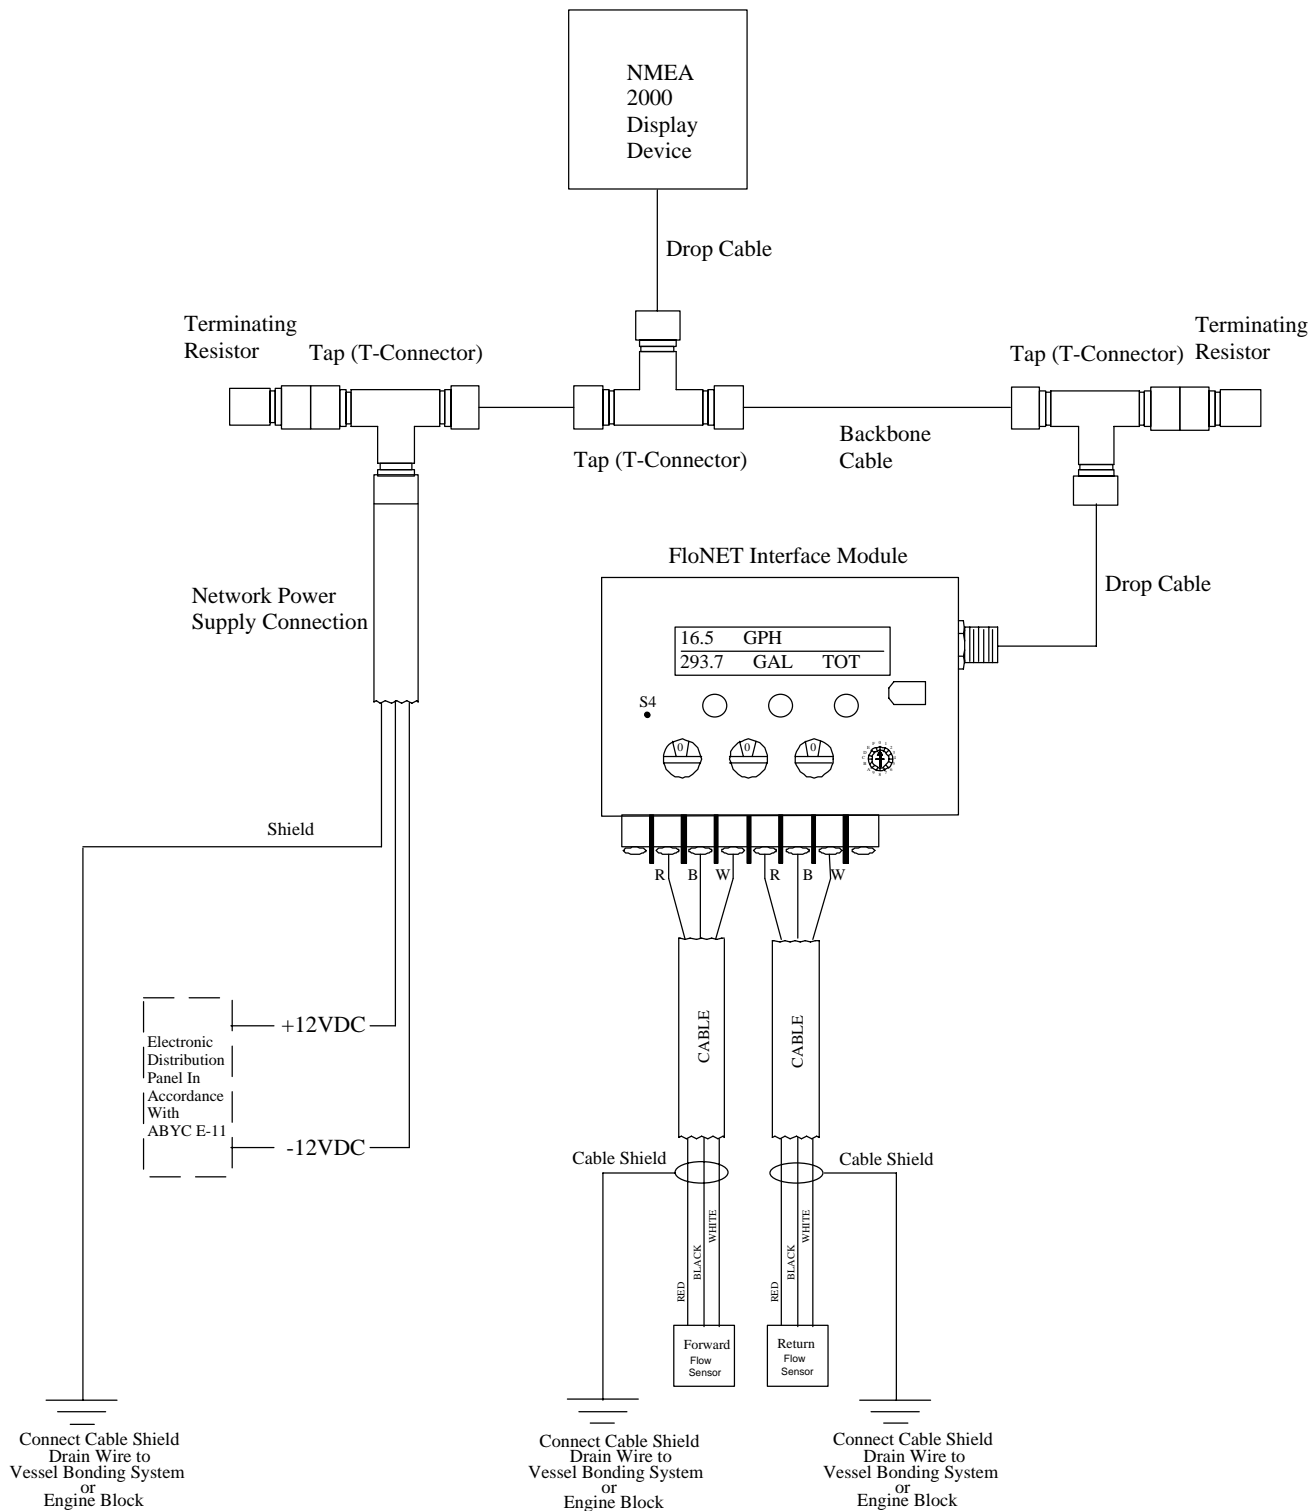 NMEA
2000
Display
Device
Drop Cable
Terminating
Resistor
Tap (T-Connector)
Tap (T-Connector)
Terminating
Resistor
Tap (T-Connector)
Backbone
Cable
FloNET Interface Module
Drop Cable
Network Power
Supply Connection
16.5 GPH
293.7 GAL TOT
S4
0 0 0
Shield
R B W R B W
CABLE
CABLE
+12VDC
Electronic
Distribution
Panel In
Accordance
With
ABYC E-11
-12VDC
Cable Shield
Cable Shield
RED
BLACK
WHITE
RED
BLACK
WHITE
Forward
Flow
Sensor
Return
Flow
Sensor
Connect Cable Shield
Drain Wire to
Vessel Bonding System
or
Engine Block
Connect Cable Shield
Drain Wire to
Vessel Bonding System
or
Engine Block
Connect Cable Shield
Drain Wire to
Vessel Bonding System
or
Engine Block